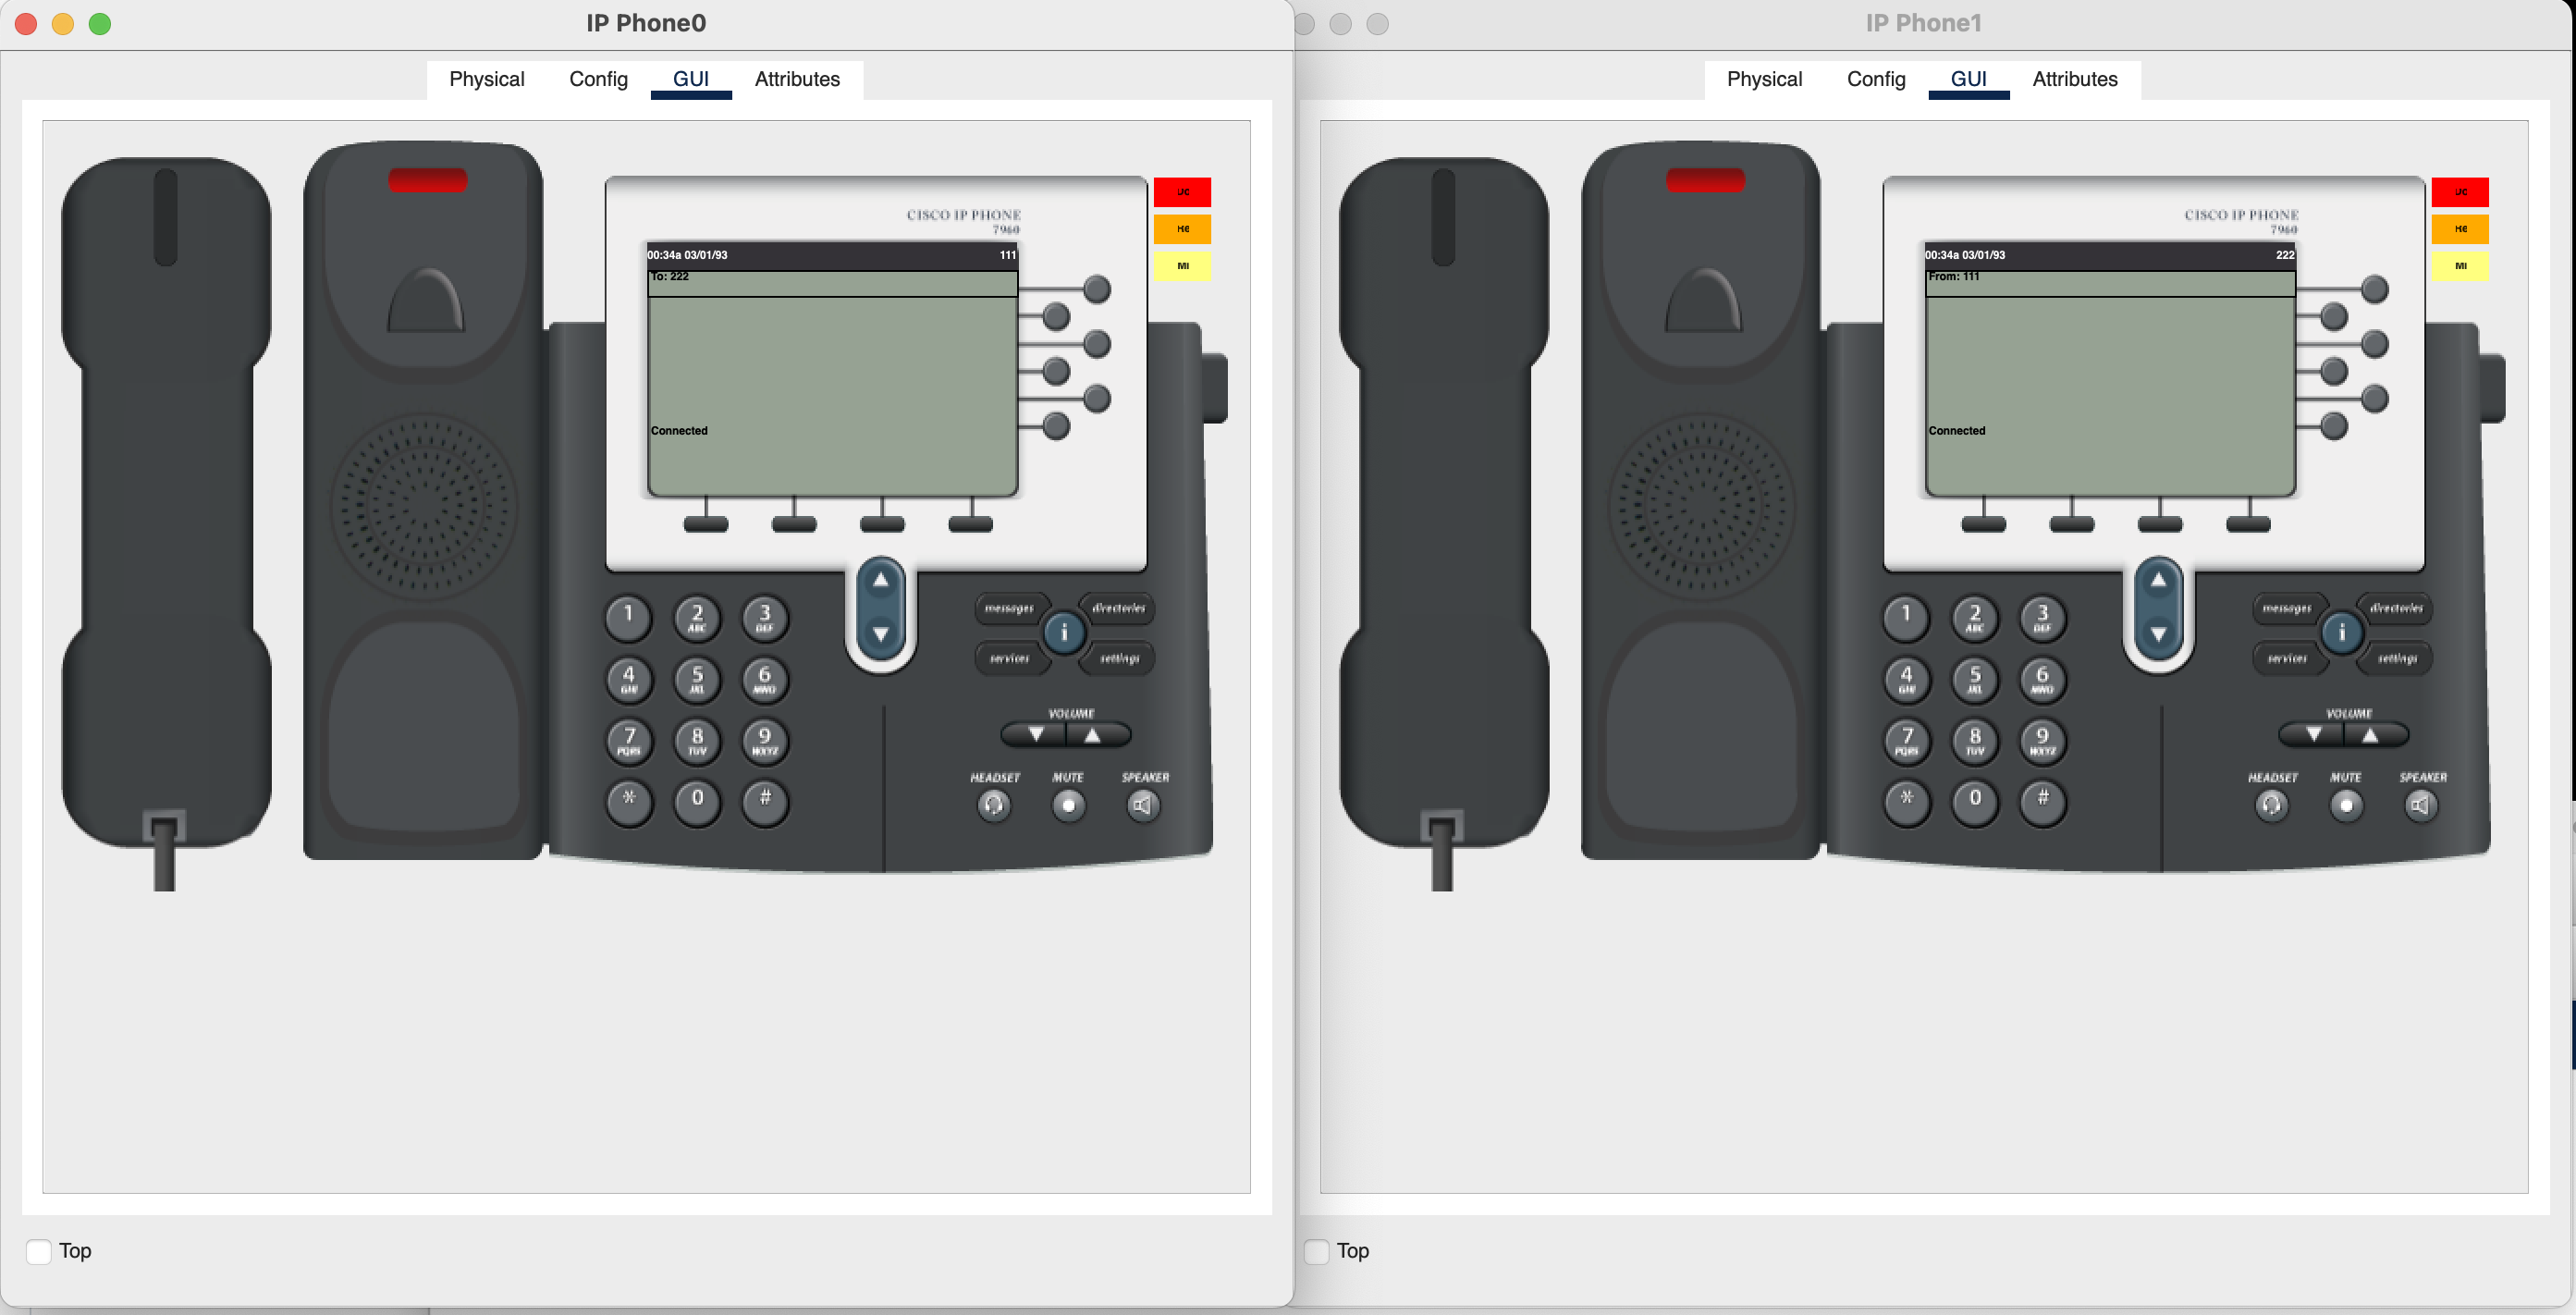 IP Phone0
Physical Config GUI Attributes
CISCO IP PHONE
7960
00:34a 03/01/93 111
To: 222
Connected
Do
Re
Mi
1 2 ABC 3 DEF
4 GHI 5 JKL 6 MNO
7 PQRS 8 TUV 9 WXYZ
* 0 #
messages directories
i
services settings
VOLUME
HEADSET MUTE SPEAKER
Top
IP Phone1
Physical Config GUI Attributes
CISCO IP PHONE
7960
00:34a 03/01/93 222
From: 111
Connected
Do
Re
Mi
1 2 ABC 3 DEF
4 GHI 5 JKL 6 MNO
7 PQRS 8 TUV 9 WXYZ
* 0 #
messages directories
i
services settings
VOLUME
HEADSET MUTE SPEAKER
Top